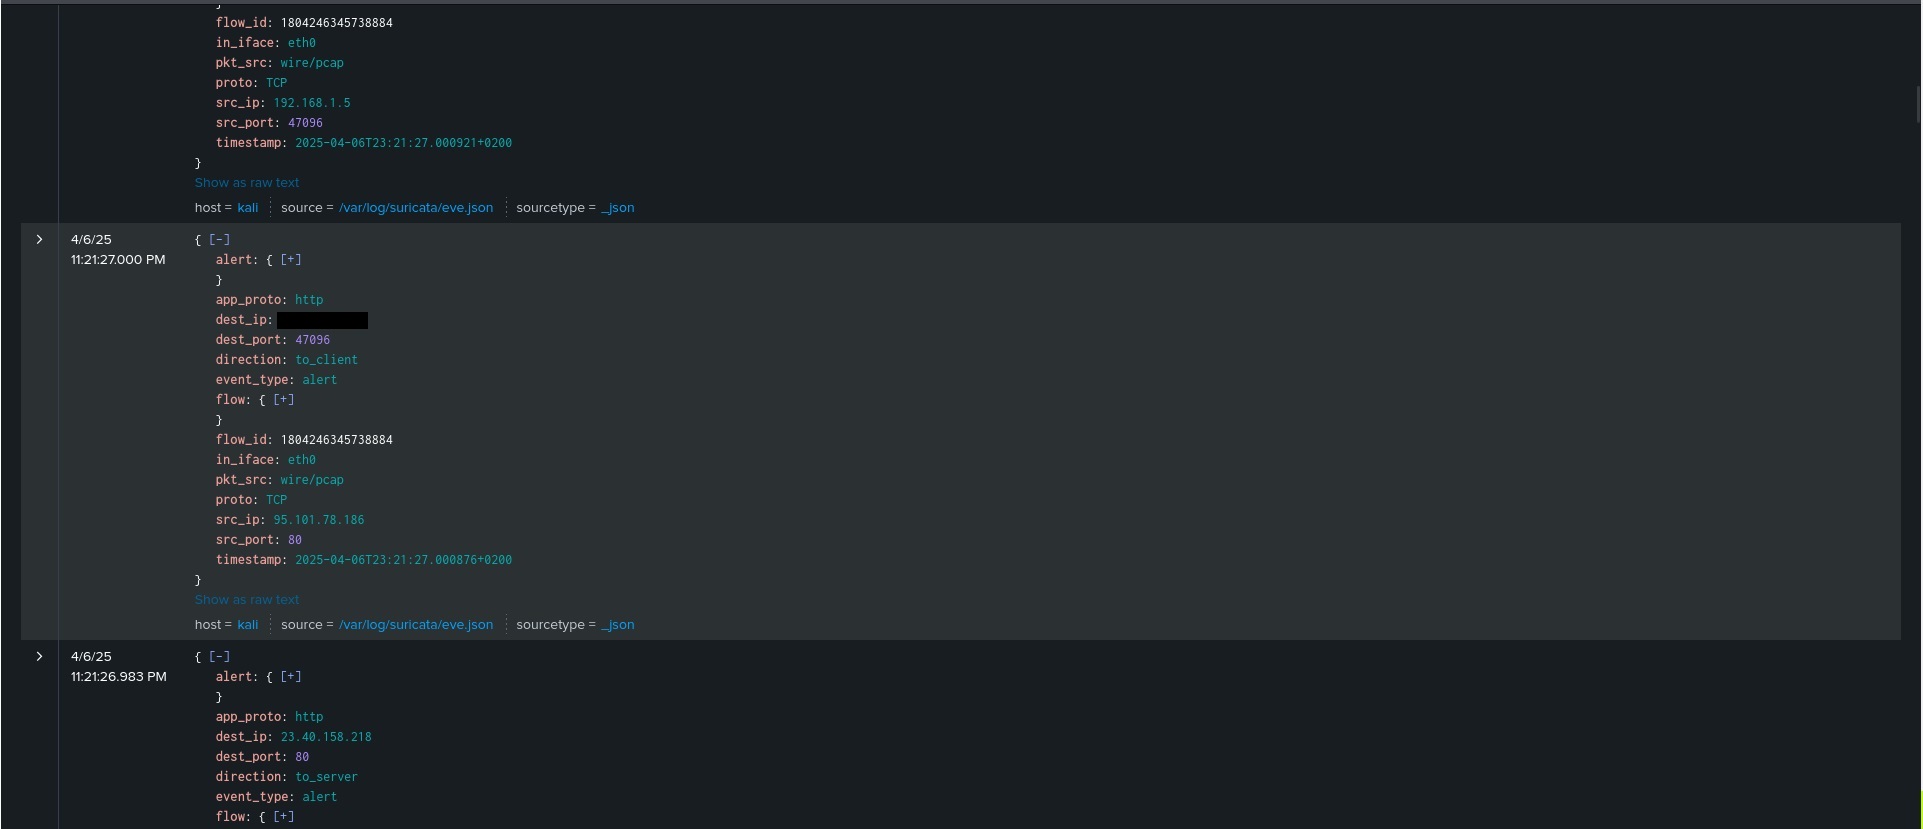 }
flow_id: 1804246345738884
in_iface: eth0
pkt_src: wire/pcap
proto: TCP
src_ip: 192.168.1.5
src_port: 47096
timestamp: 2025-04-06T23:21:27.000921+0200
}
Show as raw text
host = kali source = /var/log/suricata/eve.json sourcetype = _json
> 4/6/25 { [-]
11:21:27.000 PM alert: { [+]
}
app_proto: http
dest_ip:
dest_port: 47096
direction: to_client
event_type: alert
flow: { [+]
}
flow_id: 1804246345738884
in_iface: eth0
pkt_src: wire/pcap
proto: TCP
src_ip: 95.101.78.186
src_port: 80
timestamp: 2025-04-06T23:21:27.000876+0200
}
Show as raw text
host = kali source = /var/log/suricata/eve.json sourcetype = _json
> 4/6/25 { [-]
11:21:26.983 PM alert: { [+]
}
app_proto: http
dest_ip: 23.40.158.218
dest_port: 80
direction: to_server
event_type: alert
flow: { [+]